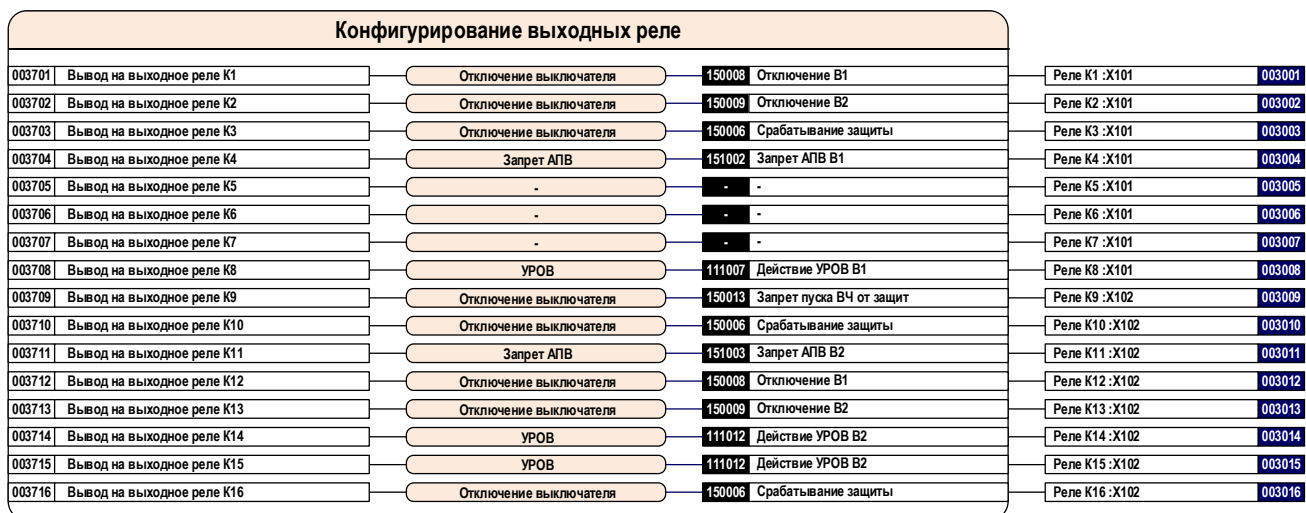 Конфигурирование выходных реле
003701 Вывод на выходное реле К1 Отключение выключателя 150008 Отключение В1 Реле К1 :X101 003001
003702 Вывод на выходное реле К2 Отключение выключателя 150009 Отключение В2 Реле К2 :X101 003002
003703 Вывод на выходное реле К3 Отключение выключателя 150006 Срабатывание защиты Реле К3 :X101 003003
003704 Вывод на выходное реле К4 Запрет АПВ 151002 Запрет АПВ В1 Реле К4 :X101 003004
003705 Вывод на выходное реле К5 - - - Реле К5 :X101 003005
003706 Вывод на выходное реле К6 - - - Реле К6 :X101 003006
003707 Вывод на выходное реле К7 - - - Реле К7 :X101 003007
003708 Вывод на выходное реле К8 УРОВ 111007 Действие УРОВ В1 Реле К8 :X101 003008
003709 Вывод на выходное реле К9 Отключение выключателя 150013 Запрет пуска ВЧ от защит Реле К9 :X102 003009
003710 Вывод на выходное реле К10 Отключение выключателя 150006 Срабатывание защиты Реле К10 :X102 003010
003711 Вывод на выходное реле К11 Запрет АПВ 151003 Запрет АПВ В2 Реле К11 :X102 003011
003712 Вывод на выходное реле К12 Отключение выключателя 150008 Отключение В1 Реле К12 :X102 003012
003713 Вывод на выходное реле К13 Отключение выключателя 150009 Отключение В2 Реле К13 :X102 003013
003714 Вывод на выходное реле К14 УРОВ 111012 Действие УРОВ В2 Реле К14 :X102 003014
003715 Вывод на выходное реле К15 УРОВ 111012 Действие УРОВ В2 Реле К15 :X102 003015
003716 Вывод на выходное реле К16 Отключение выключателя 150006 Срабатывание защиты Реле К16 :X102 003016